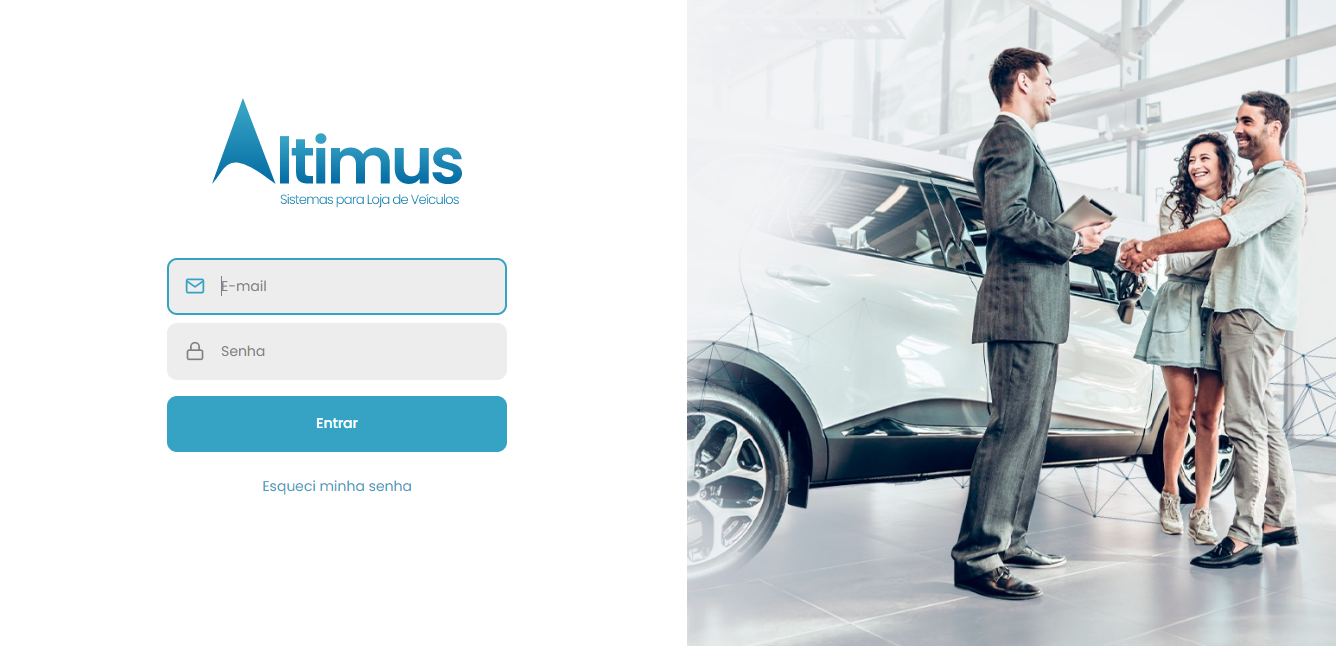 Altimus
Sistemas para Loja de Veículos
E-mail
Senha
Entrar
Esqueci minha senha